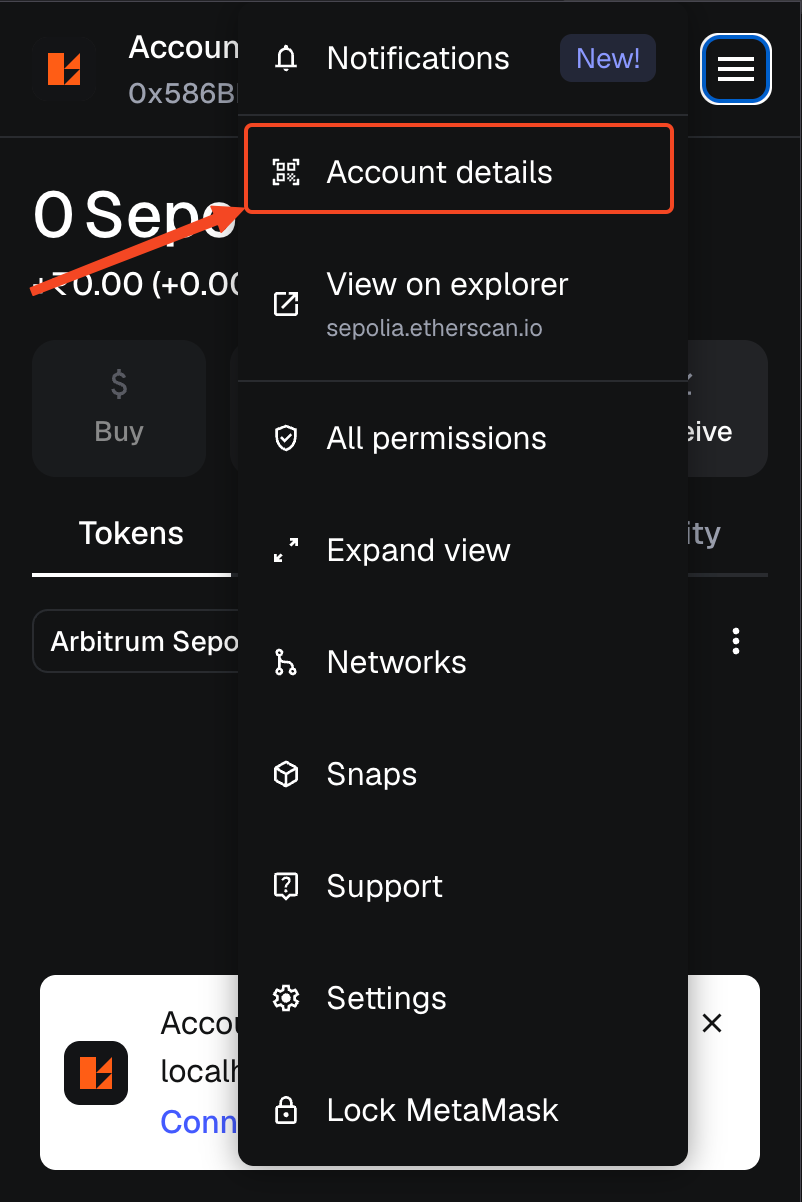 Accoun
0x586B
Notifications
New!
Account details
0 Sepo
+₹0.00 (+0.00
View on explorer
sepolia.etherscan.io
$
Buy
eive
All permissions
Tokens
ity
Expand view
Arbitrum Sepo
Networks
Snaps
Support
Settings
Accou
localh
Conn
Lock MetaMask